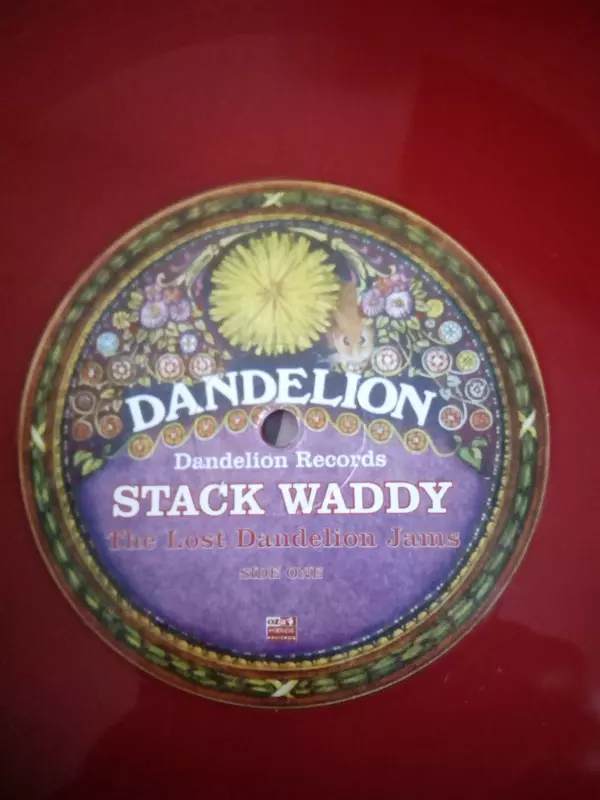 DANDELION
Dandelion Records
STACK WADDY
The Lost Dandelion Jams
SIDE ONE